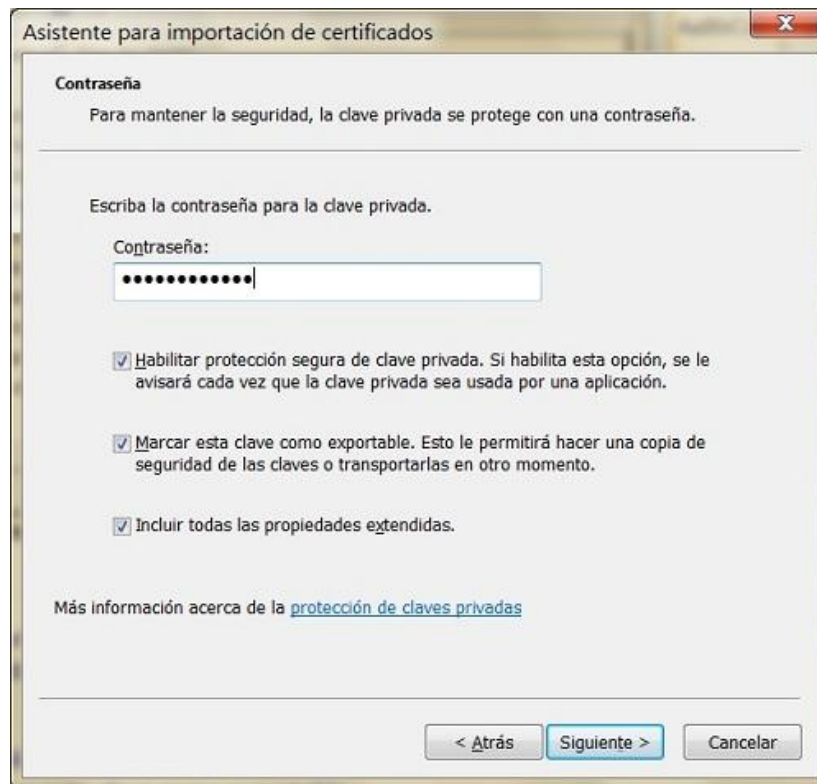 Asistente para importación de certificados
Contraseña
Para mantener la seguridad, la clave privada se protege con una contraseña.
Escriba la contraseña para la clave privada.
Contraseña:
••••••••••••
Habilitar protección segura de clave privada. Si habilita esta opción, se le
avisará cada vez que la clave privada sea usada por una aplicación.
Marcar esta clave como exportable. Esto le permitirá hacer una copia de
seguridad de las claves o transportarlas en otro momento.
Incluir todas las propiedades extendidas.
Más información acerca de la protección de claves privadas
< Atrás Siguiente > Cancelar